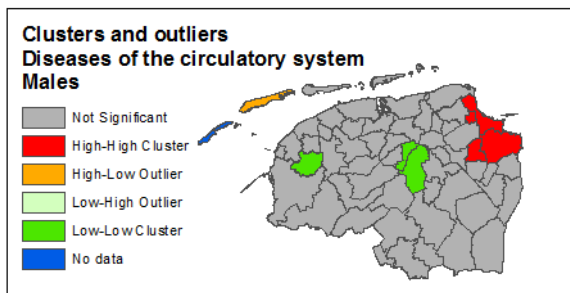 Clusters and outliers
Diseases of the circulatory system
Males
Not Significant
High-High Cluster
High-Low Outlier
Low-High Outlier
Low-Low Cluster
No data